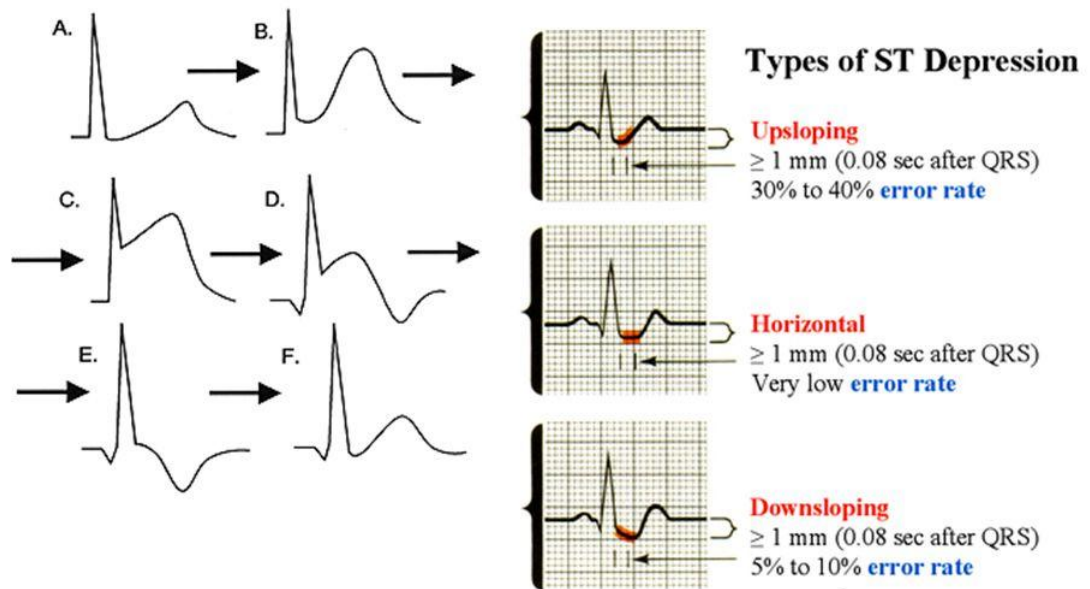 A.
B.
C.
D.
E.
F.
Types of ST Depression
Upsloping
≥ 1 mm (0.08 sec after QRS)
30% to 40% error rate
Horizontal
≥ 1 mm (0.08 sec after QRS)
Very low error rate
Downsloping
≥ 1 mm (0.08 sec after QRS)
5% to 10% error rate